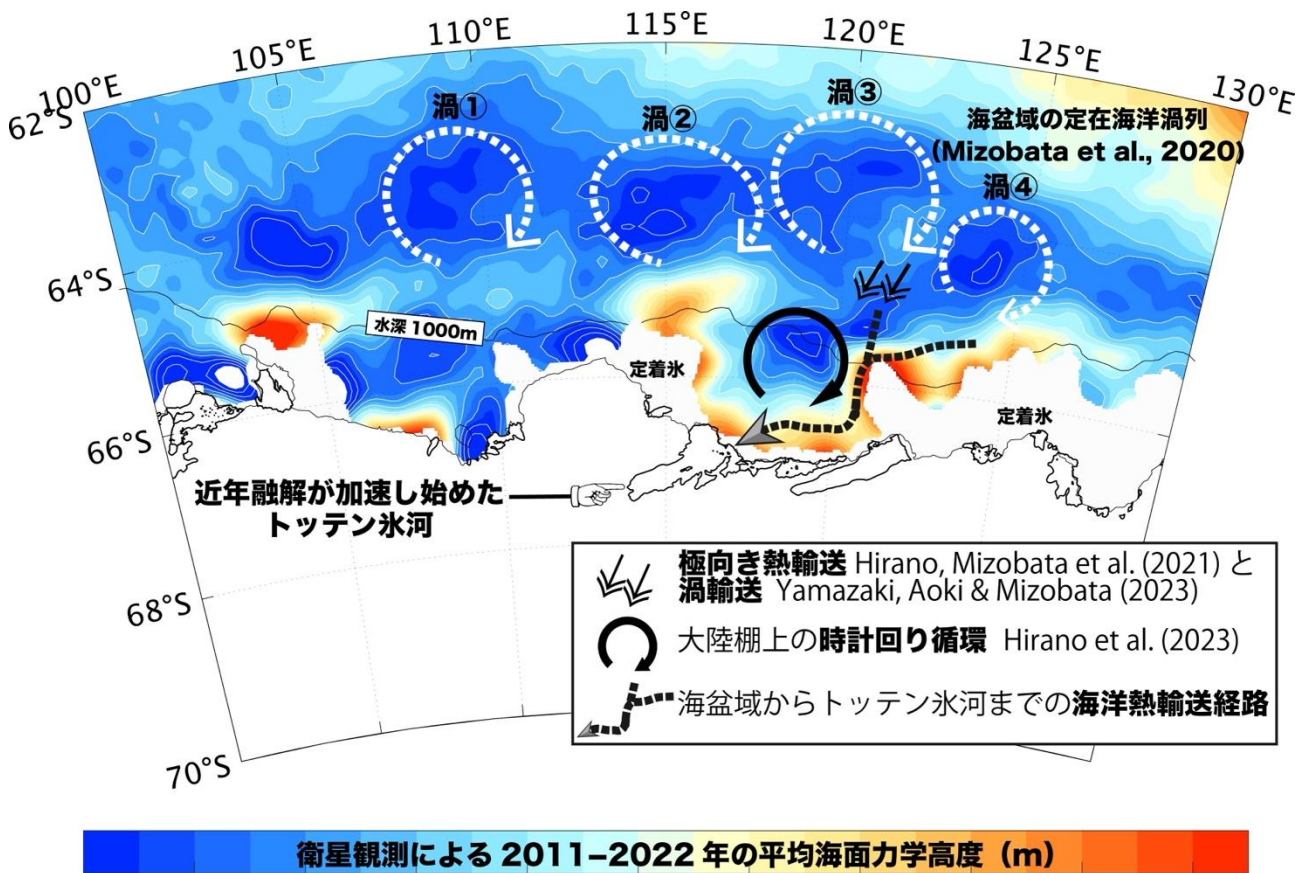 100°E
105°E
110°E
115°E
120°E
125°E
130°E
62°S
64°S
66°S
68°S
70°S
渦①
渦②
渦③
海盆域の定在海洋渦列
(Mizobata et al., 2020)
渦④
水深 1000m
定着氷
定着氷
近年融解が加速し始めた
トッテン氷河
極向き熱輸送 Hirano, Mizobata et al. (2021) と
渦輸送 Yamazaki, Aoki & Mizobata (2023)
大陸棚上の時計回り循環 Hirano et al. (2023)
海盆域からトッテン氷河までの海洋熱輸送経路
衛星観測による 2011–2022 年の平均海面力学高度（m）